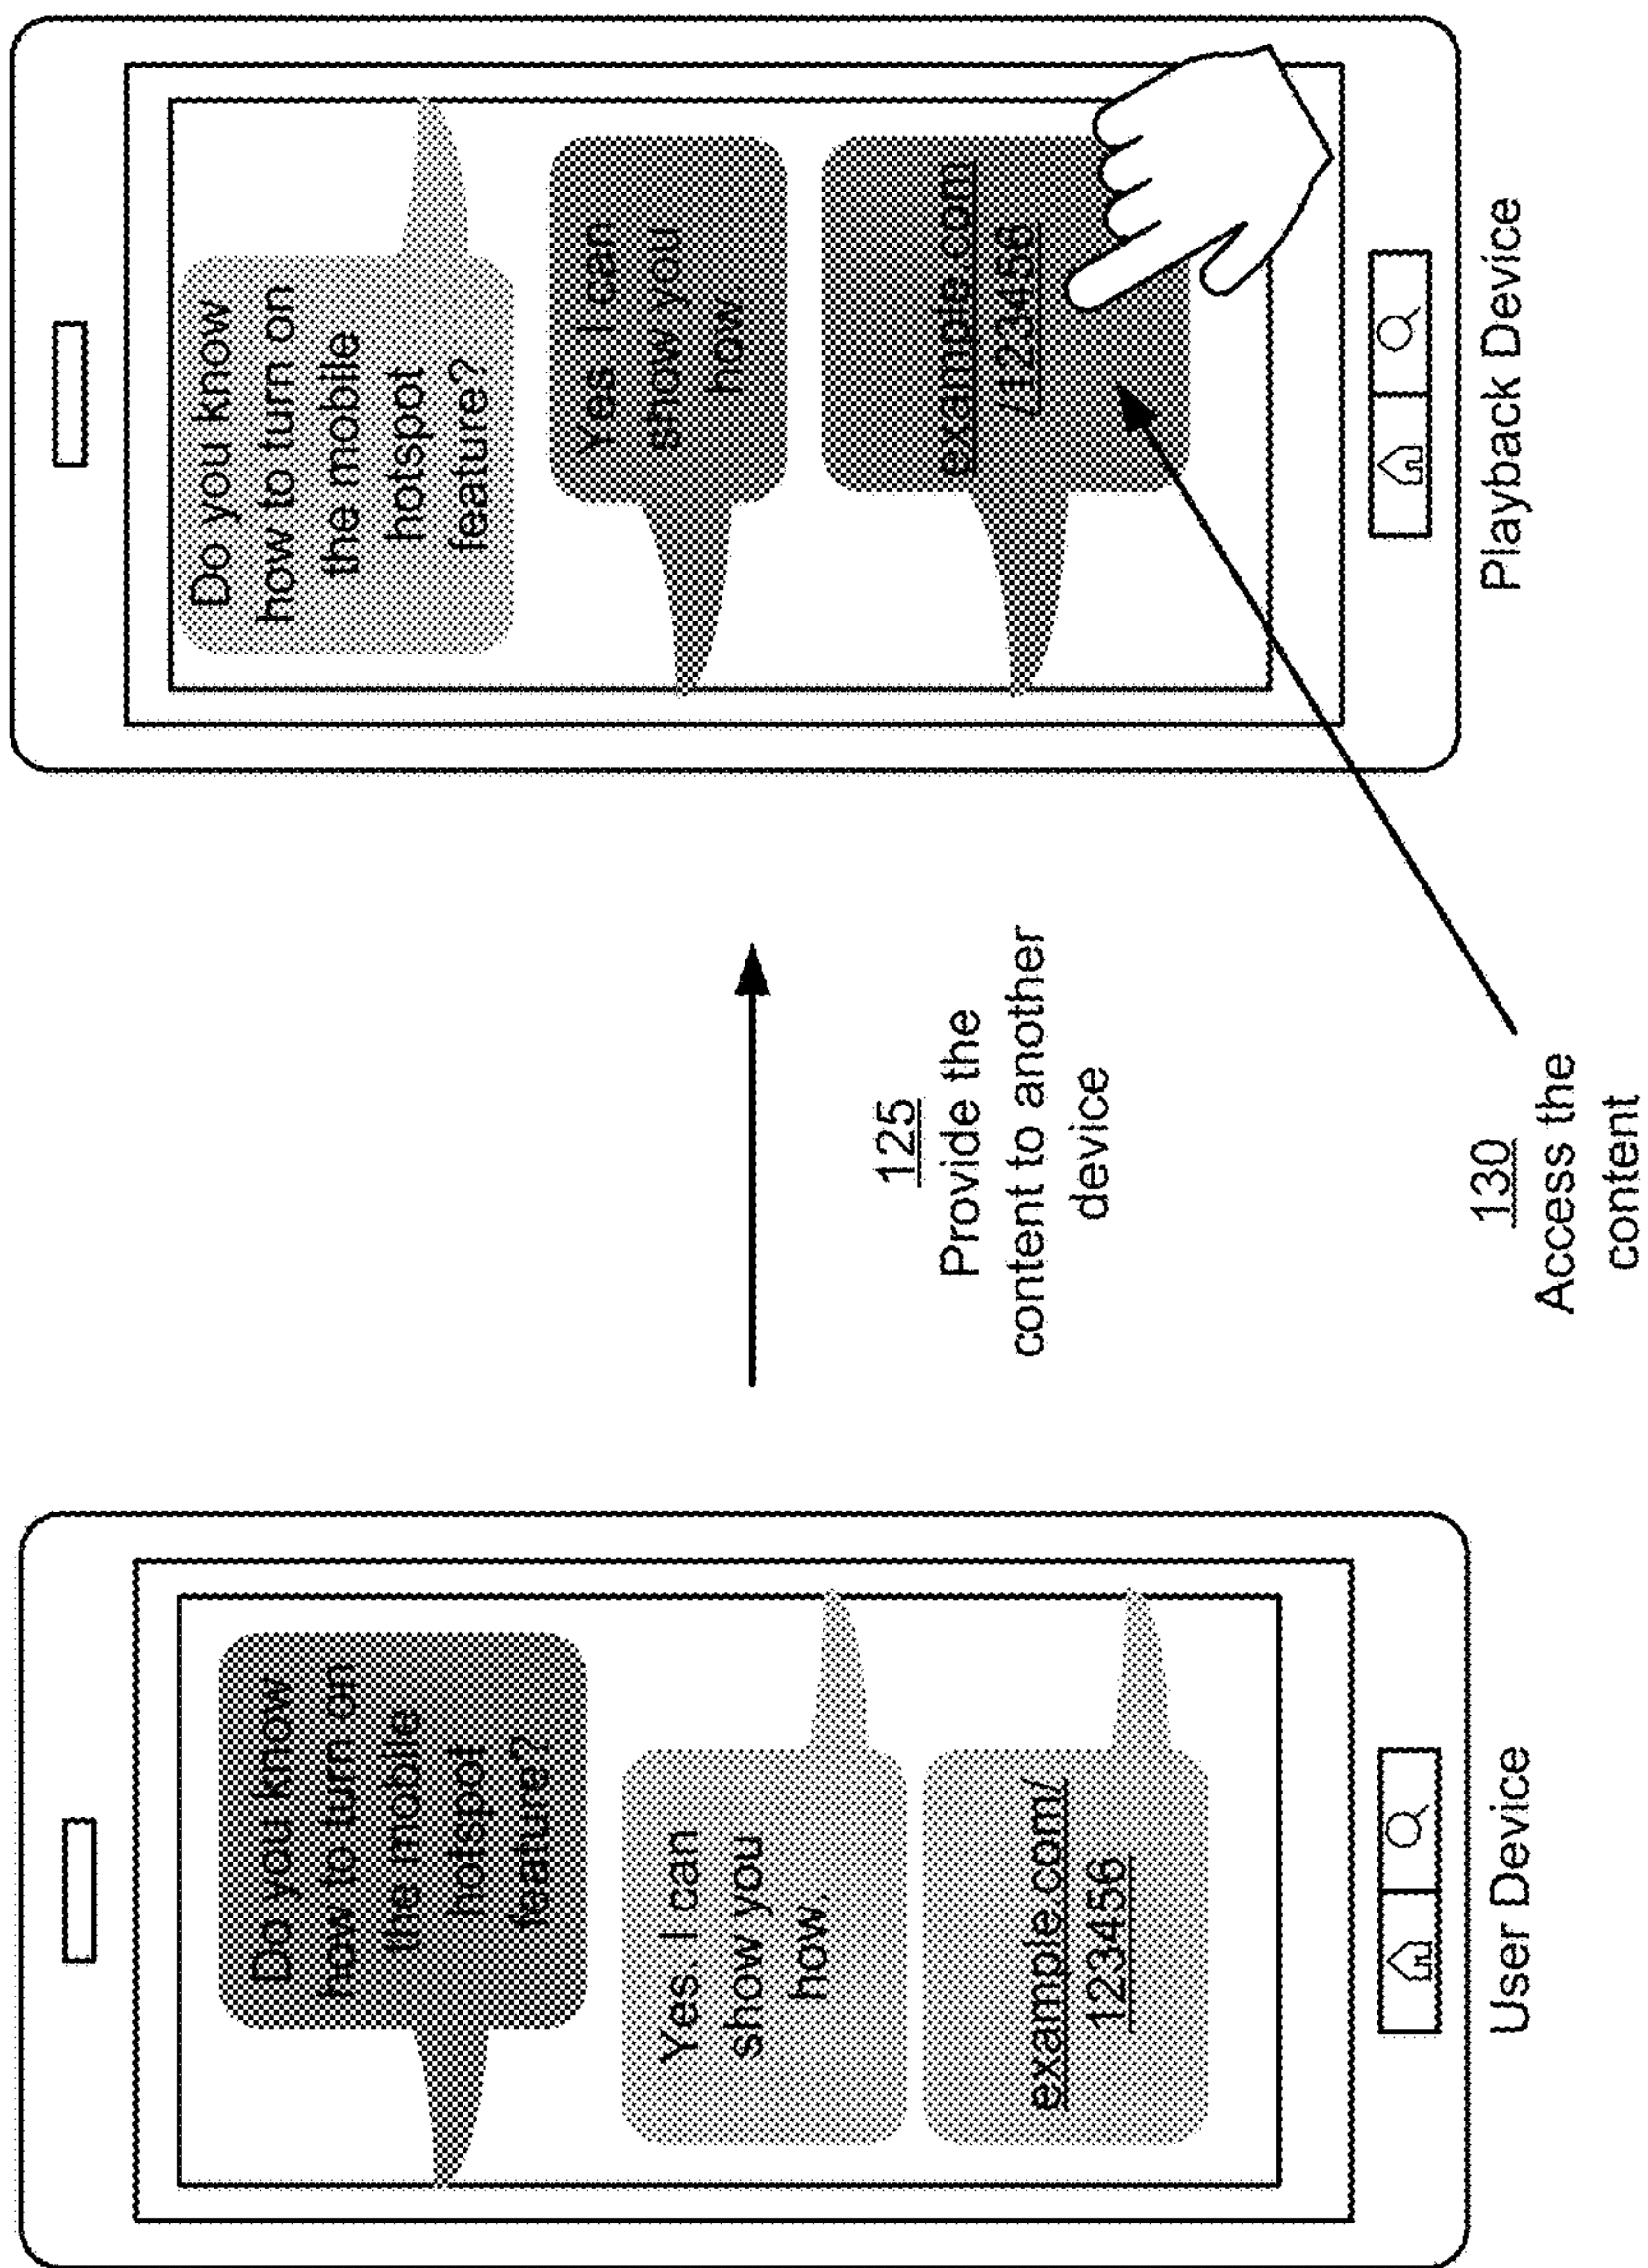 Do you know
how to turn on
the mobile
hotspot
feature?
Yes. I can
show you
how.
example.com/
123456
User Device
125
Provide the
content to another
device
130
Access the
content
Do you know
how to turn on
the mobile
hotspot
feature?
Yes. I can
show you
how
example.com
/123456
Playback Device